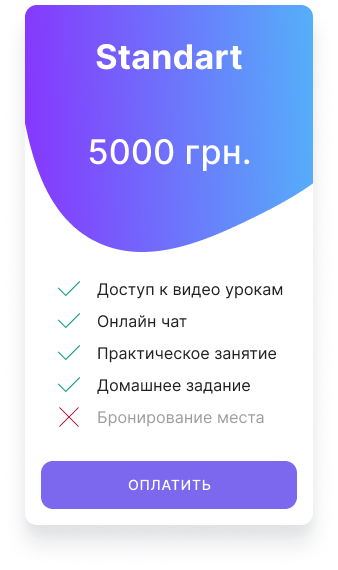 Standart
5000 грн.
Доступ к видео урокам
Онлайн чат
Практическое занятие
Домашнее задание
Бронирование места
ОПЛАТИТЬ